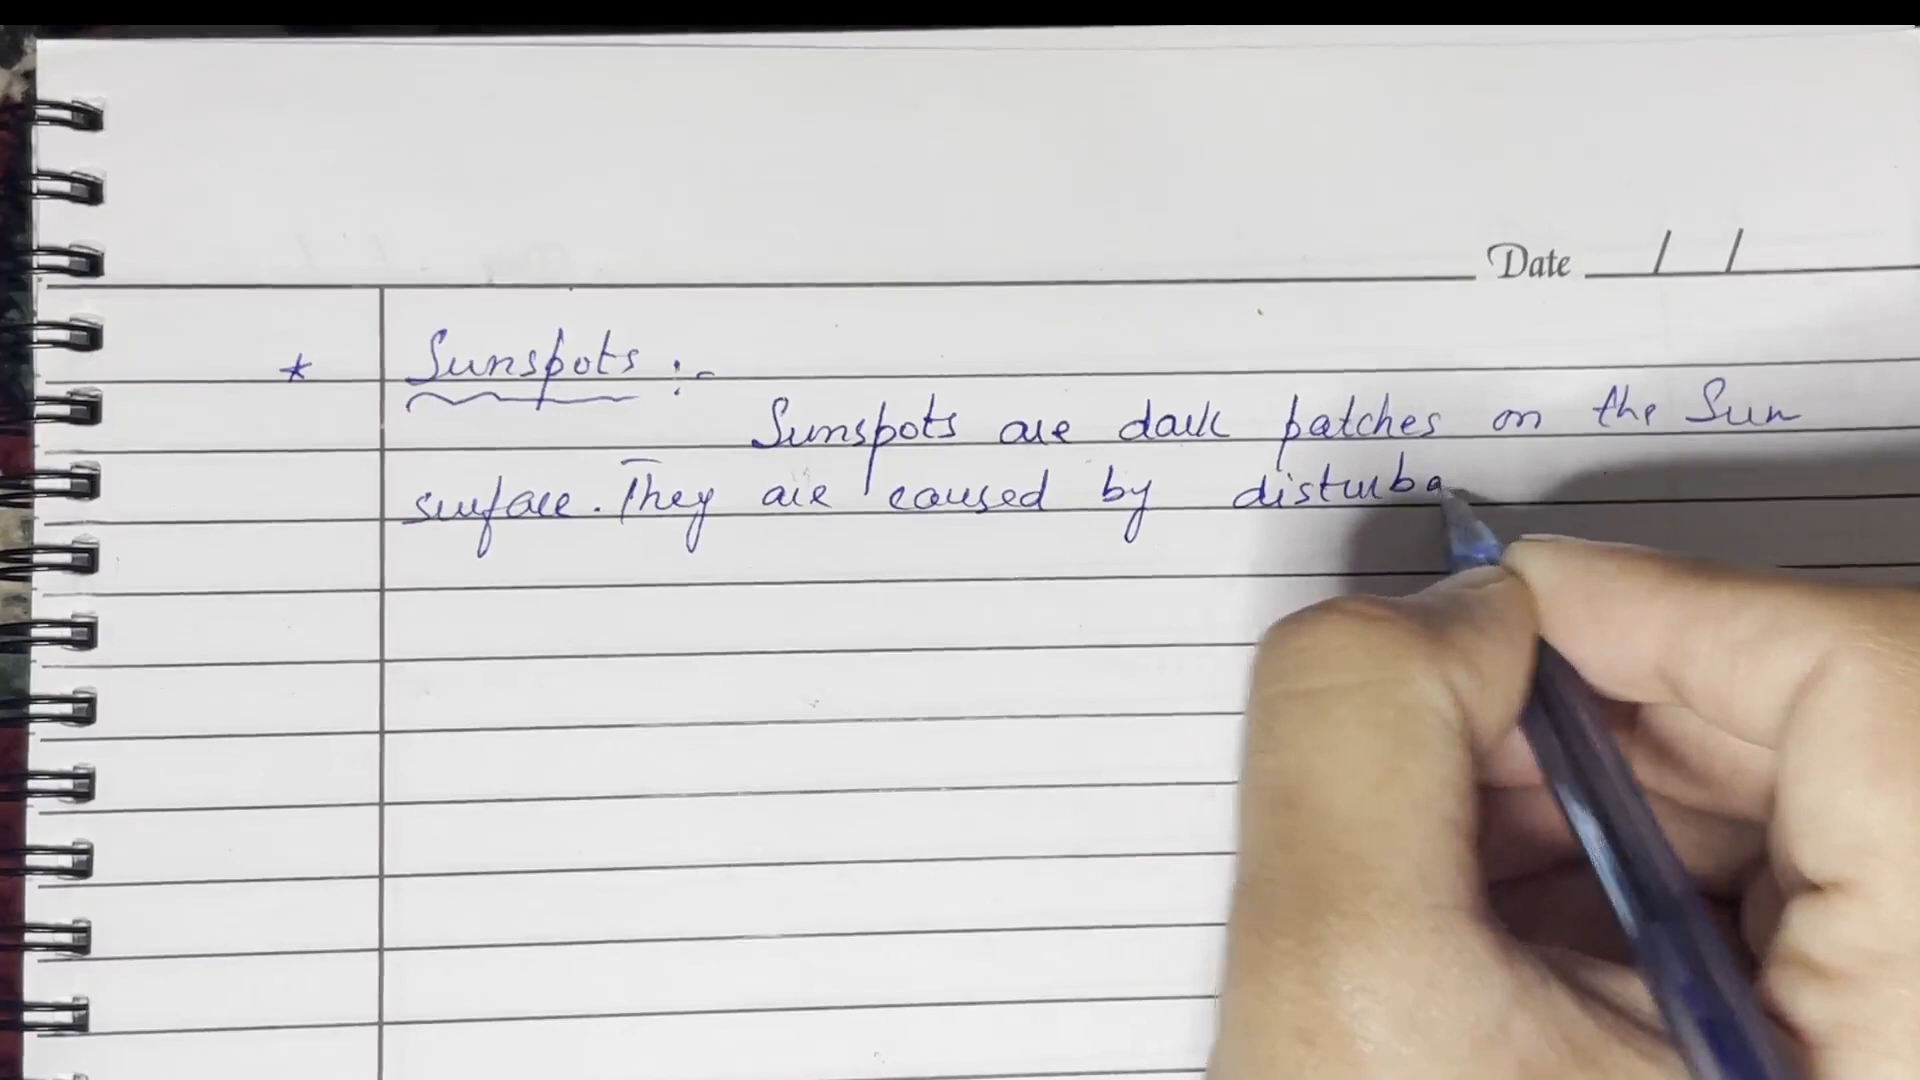 Date / /
* Sunspots :-
Sunspots are dark patches on the Sun
surface. They are caused by disturba